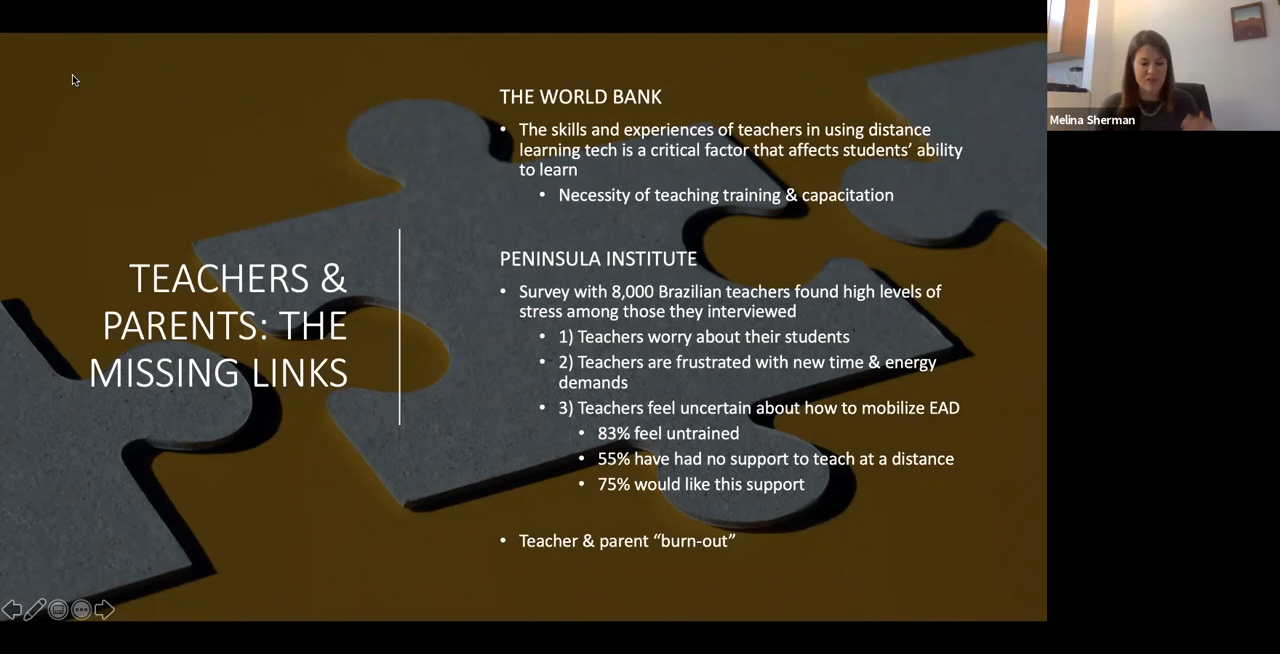 TEACHERS &
PARENTS: THE
MISSING LINKS
THE WORLD BANK
• The skills and experiences of teachers in using distance
learning tech is a critical factor that affects students’ ability
to learn
• Necessity of teaching training & capacitation
PENINSULA INSTITUTE
• Survey with 8,000 Brazilian teachers found high levels of
stress among those they interviewed
• 1) Teachers worry about their students
• 2) Teachers are frustrated with new time & energy
demands
• 3) Teachers feel uncertain about how to mobilize EAD
• 83% feel untrained
• 55% have had no support to teach at a distance
• 75% would like this support
• Teacher & parent “burn-out”
Melina Sherman